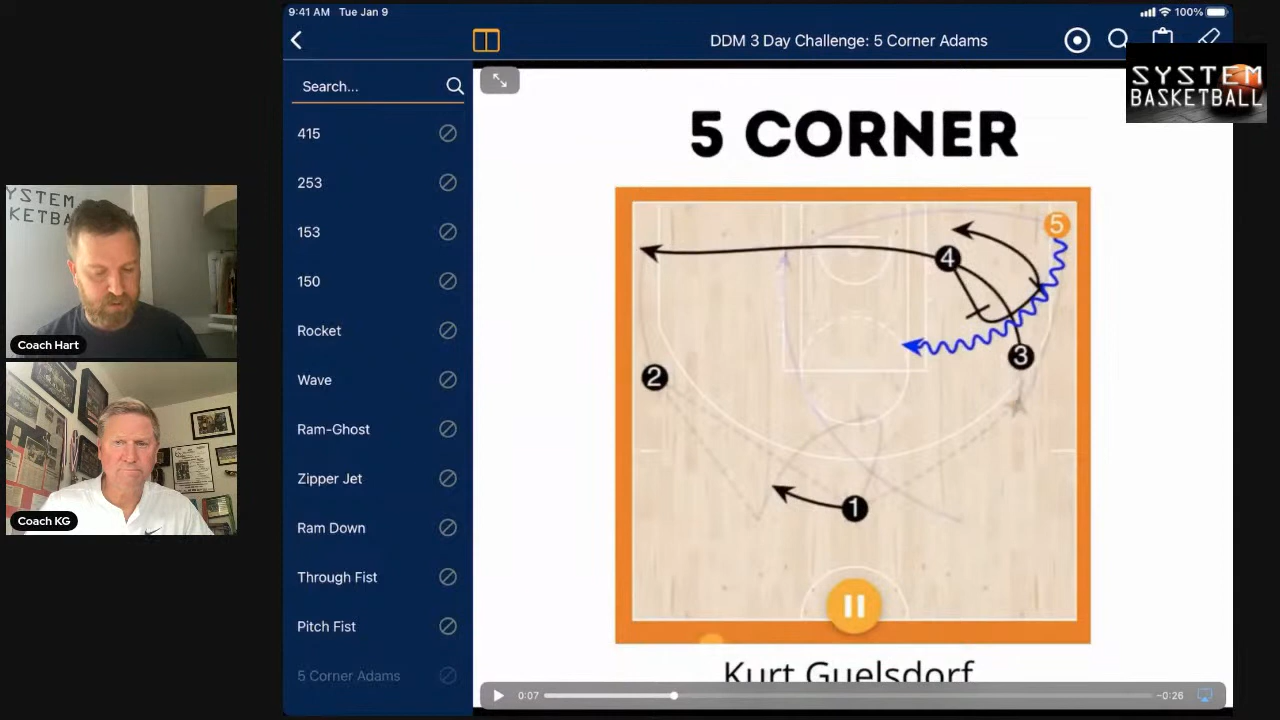 9:41 AM Tue Jan 9
100%
DDM 3 Day Challenge: 5 Corner Adams
SYSTEM
BASKETBALL
Search...
415
253
153
150
Rocket
Wave
Ram-Ghost
Zipper Jet
Ram Down
Through Fist
Pitch Fist
5 Corner Adams
5 CORNER
5
4
3
2
1
Kurt Guelsdorf
0:07
-0:26
YSTEM
KETBA
Coach Hart
Coach KG